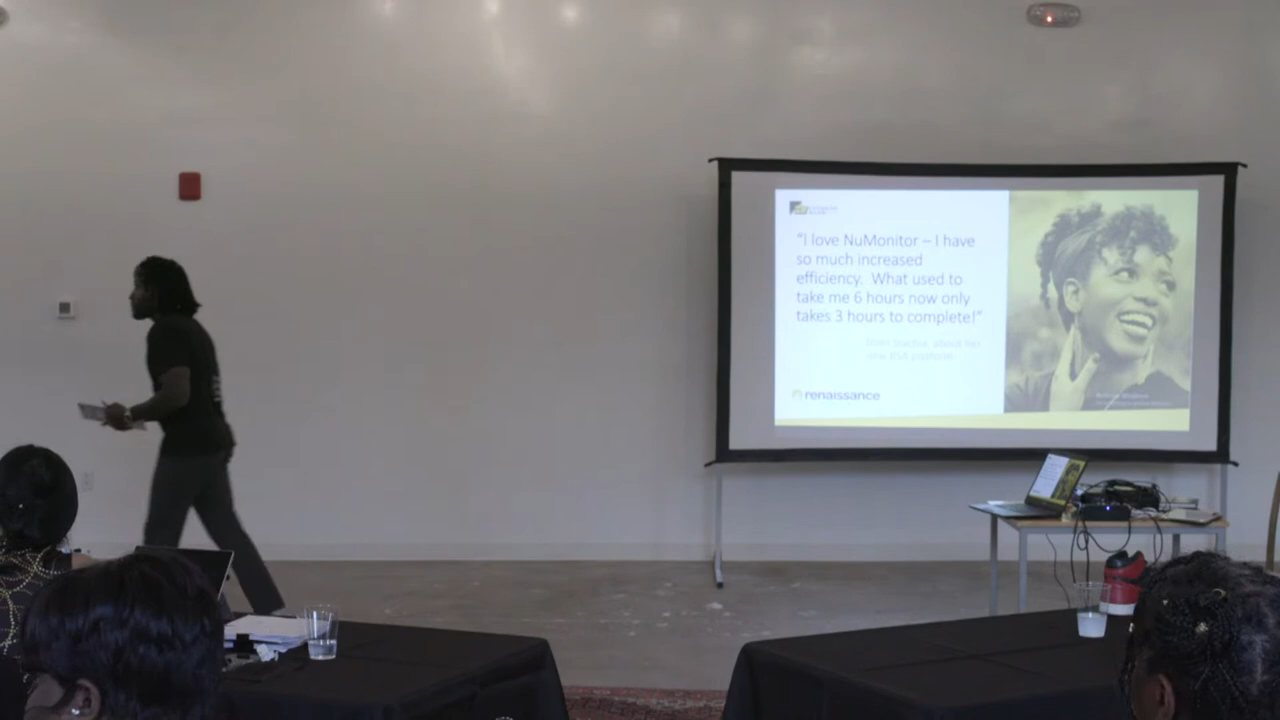 "I love NuMonitor – I have
so much increased
efficiency. What used to
take me 6 hours now only
takes 3 hours to complete!"
renaissance